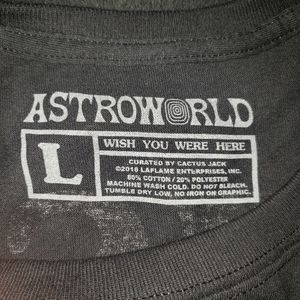 ASTROWORLD
L
WISH YOU WERE HERE
CURATED BY CACTUS JACK
©2018 LAFLAME ENTERPRISES, INC.
80% COTTON / 20% POLYESTER
MACHINE WASH COLD. DO NOT BLEACH.
TUMBLE DRY LOW, NO IRON ON GRAPHIC.